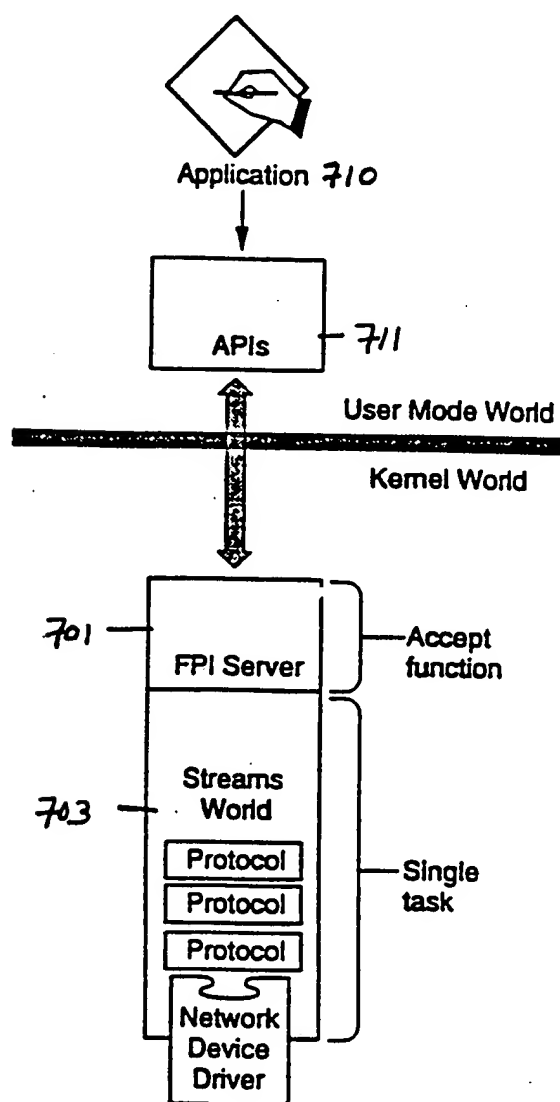 Application 710
APIs
711
User Mode World
Kernel World
701
FPI Server
Accept
function
Streams
World
703
Protocol
Protocol
Protocol
Single
task
Network
Device
Driver